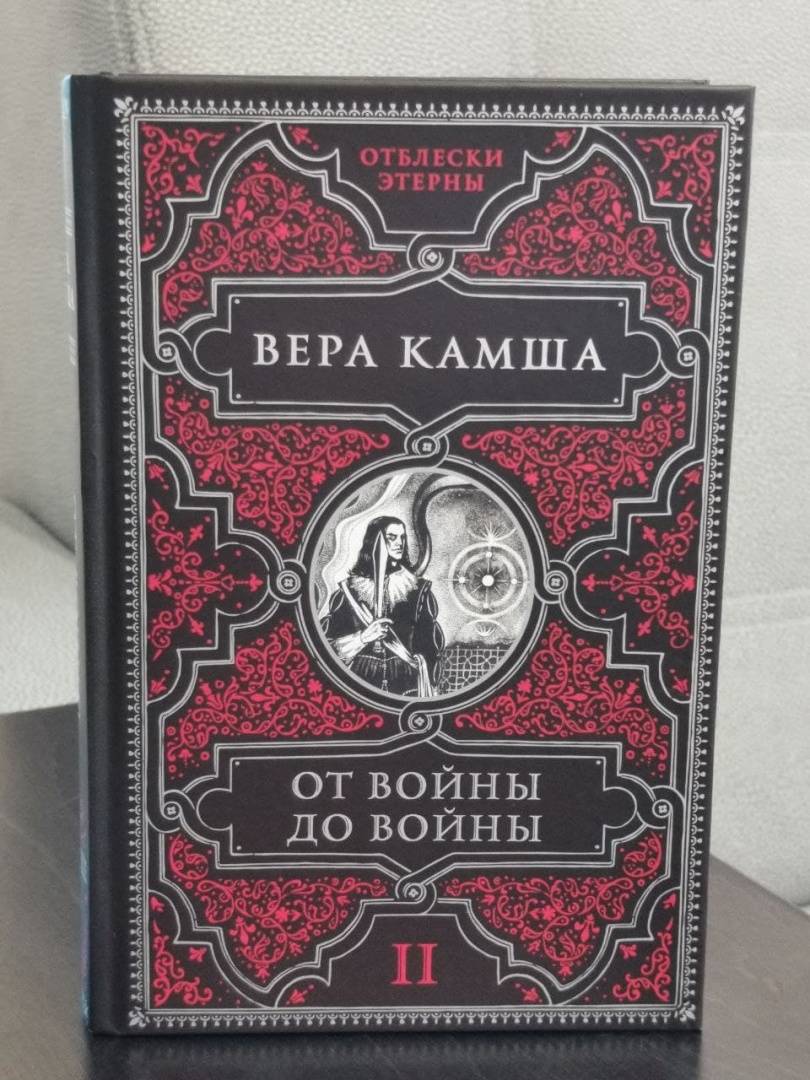 ОТБЛЕСКИ
ЭТЕРНЫ
ВЕРА КАМША
ОТ ВОЙНЫ
ДО ВОЙНЫ
II